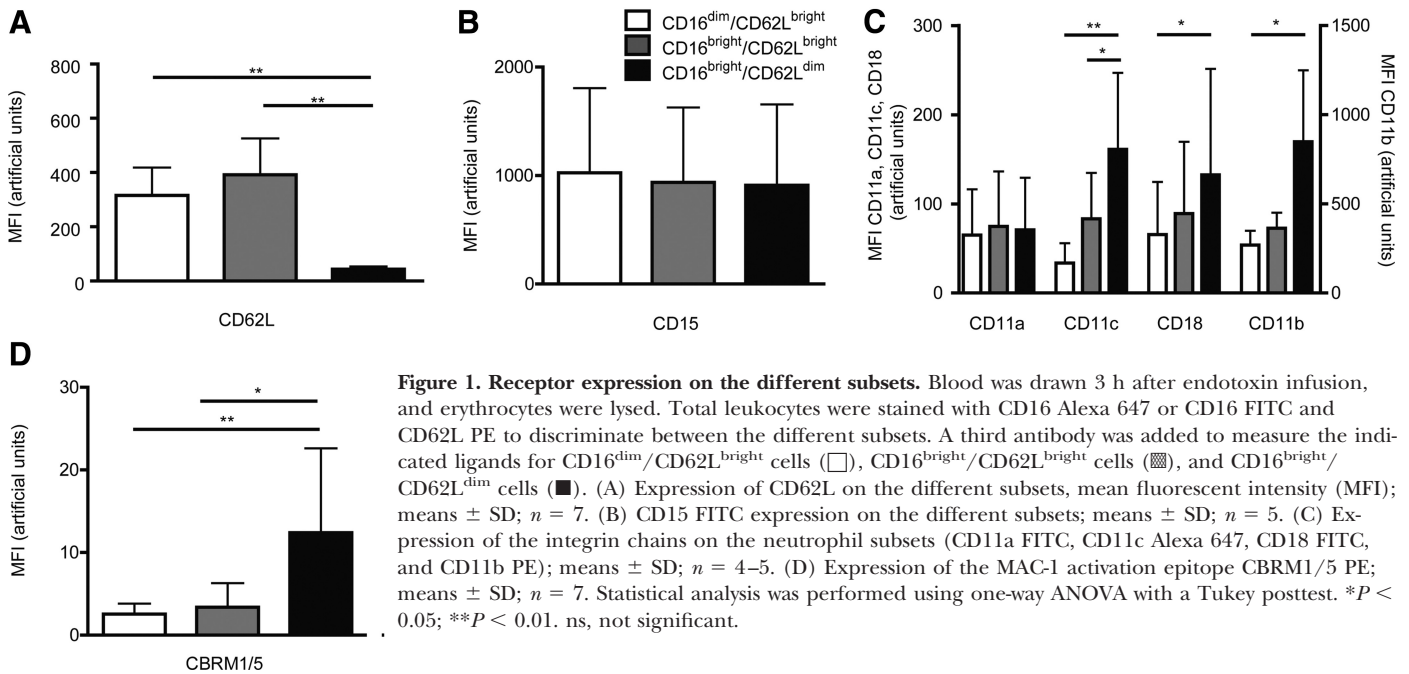 A
MFI (artificial units)
800
600
400
200
0
**
**
CD62L
B
CD16dim/CD62Lbright
CD16bright/CD62Lbright
CD16bright/CD62Ldim
MFI (artificial units)
2000
1000
0
CD15
C
MFI CD11a, CD11c, CD18
(artificial units)
300
200
100
0
**
*
*
*
1500
1000
500
0
MFI CD11b (artificial units)
CD11a CD11c CD18 CD11b
D
MFI (artificial units)
30
20
10
0
*
**
CBRM1/5
Figure 1. Receptor expression on the different subsets. Blood was drawn 3 h after endotoxin infusion,
and erythrocytes were lysed. Total leukocytes were stained with CD16 Alexa 647 or CD16 FITC and
CD62L PE to discriminate between the different subsets. A third antibody was added to measure the indi-
cated ligands for CD16dim/CD62Lbright cells (□), CD16bright/CD62Lbright cells (▩), and CD16bright/
CD62Ldim cells (■). (A) Expression of CD62L on the different subsets, mean fluorescent intensity (MFI);
means ± SD; n = 7. (B) CD15 FITC expression on the different subsets; means ± SD; n = 5. (C) Ex-
pression of the integrin chains on the neutrophil subsets (CD11a FITC, CD11c Alexa 647, CD18 FITC,
and CD11b PE); means ± SD; n = 4–5. (D) Expression of the MAC-1 activation epitope CBRM1/5 PE;
means ± SD; n = 7. Statistical analysis was performed using one-way ANOVA with a Tukey posttest. *P <
0.05; **P < 0.01. ns, not significant.